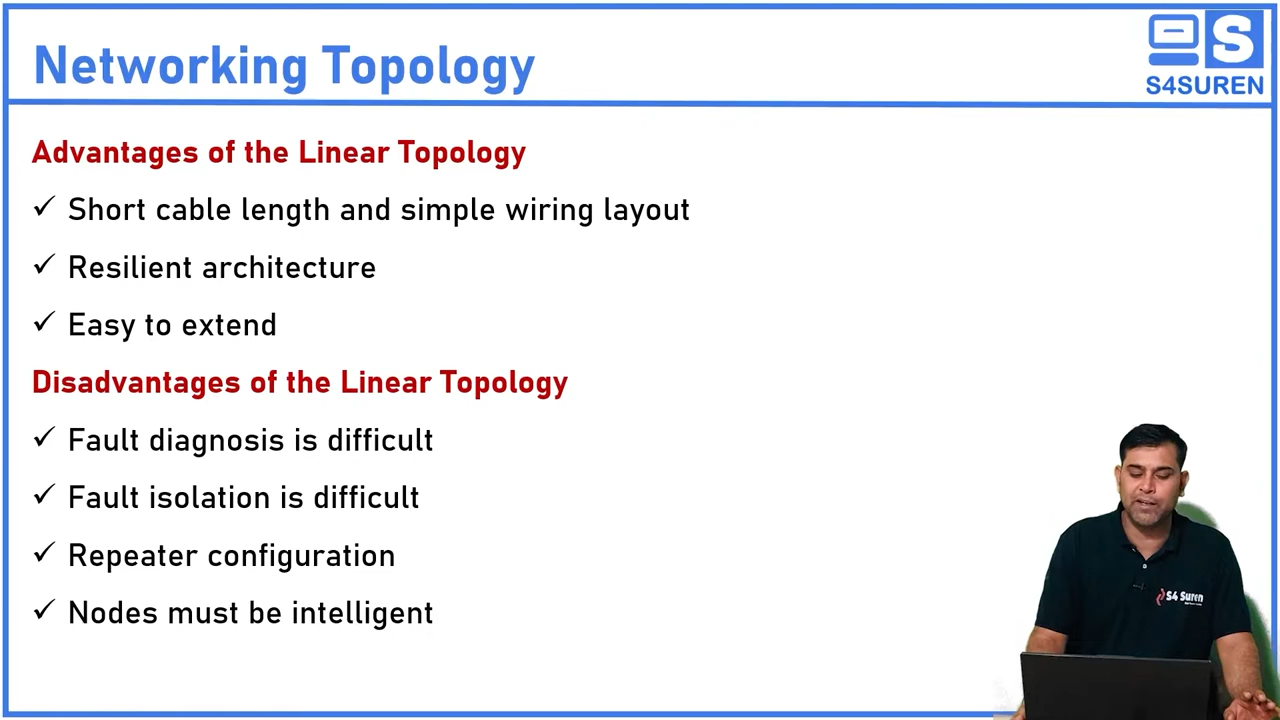 Networking Topology
S
S4SUREN
Advantages of the Linear Topology
✓ Short cable length and simple wiring layout
✓ Resilient architecture
✓ Easy to extend
Disadvantages of the Linear Topology
✓ Fault diagnosis is difficult
✓ Fault isolation is difficult
✓ Repeater configuration
✓ Nodes must be intelligent
S4 Suren